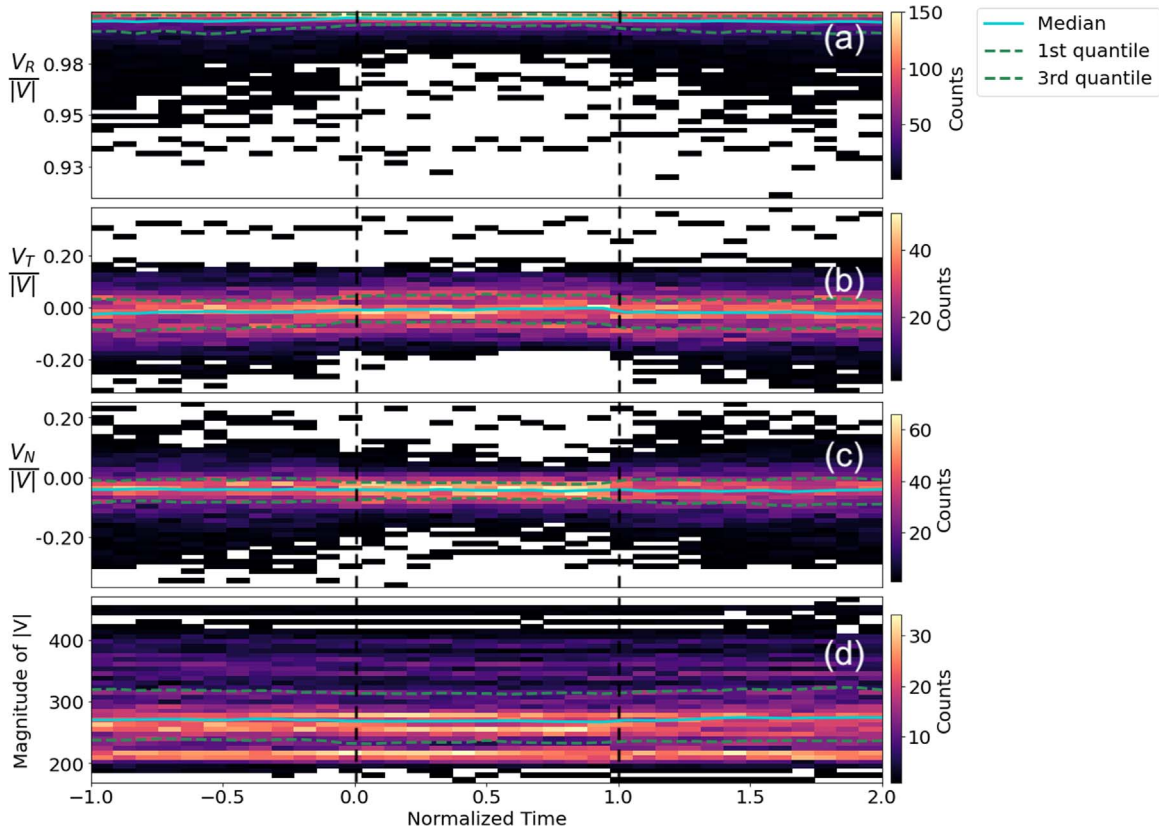 V_R
|V|
0.98
0.95
0.93
(a)
150
100
50
Counts
Median
1st quantile
3rd quantile
V_T
|V|
0.20
0.00
-0.20
(b)
40
20
Counts
V_N
|V|
0.20
0.00
-0.20
(c)
60
40
20
Counts
Magnitude of |V|
400
300
200
(d)
30
20
10
Counts
−1.0 −0.5 0.0 0.5 1.0 1.5 2.0
Normalized Time